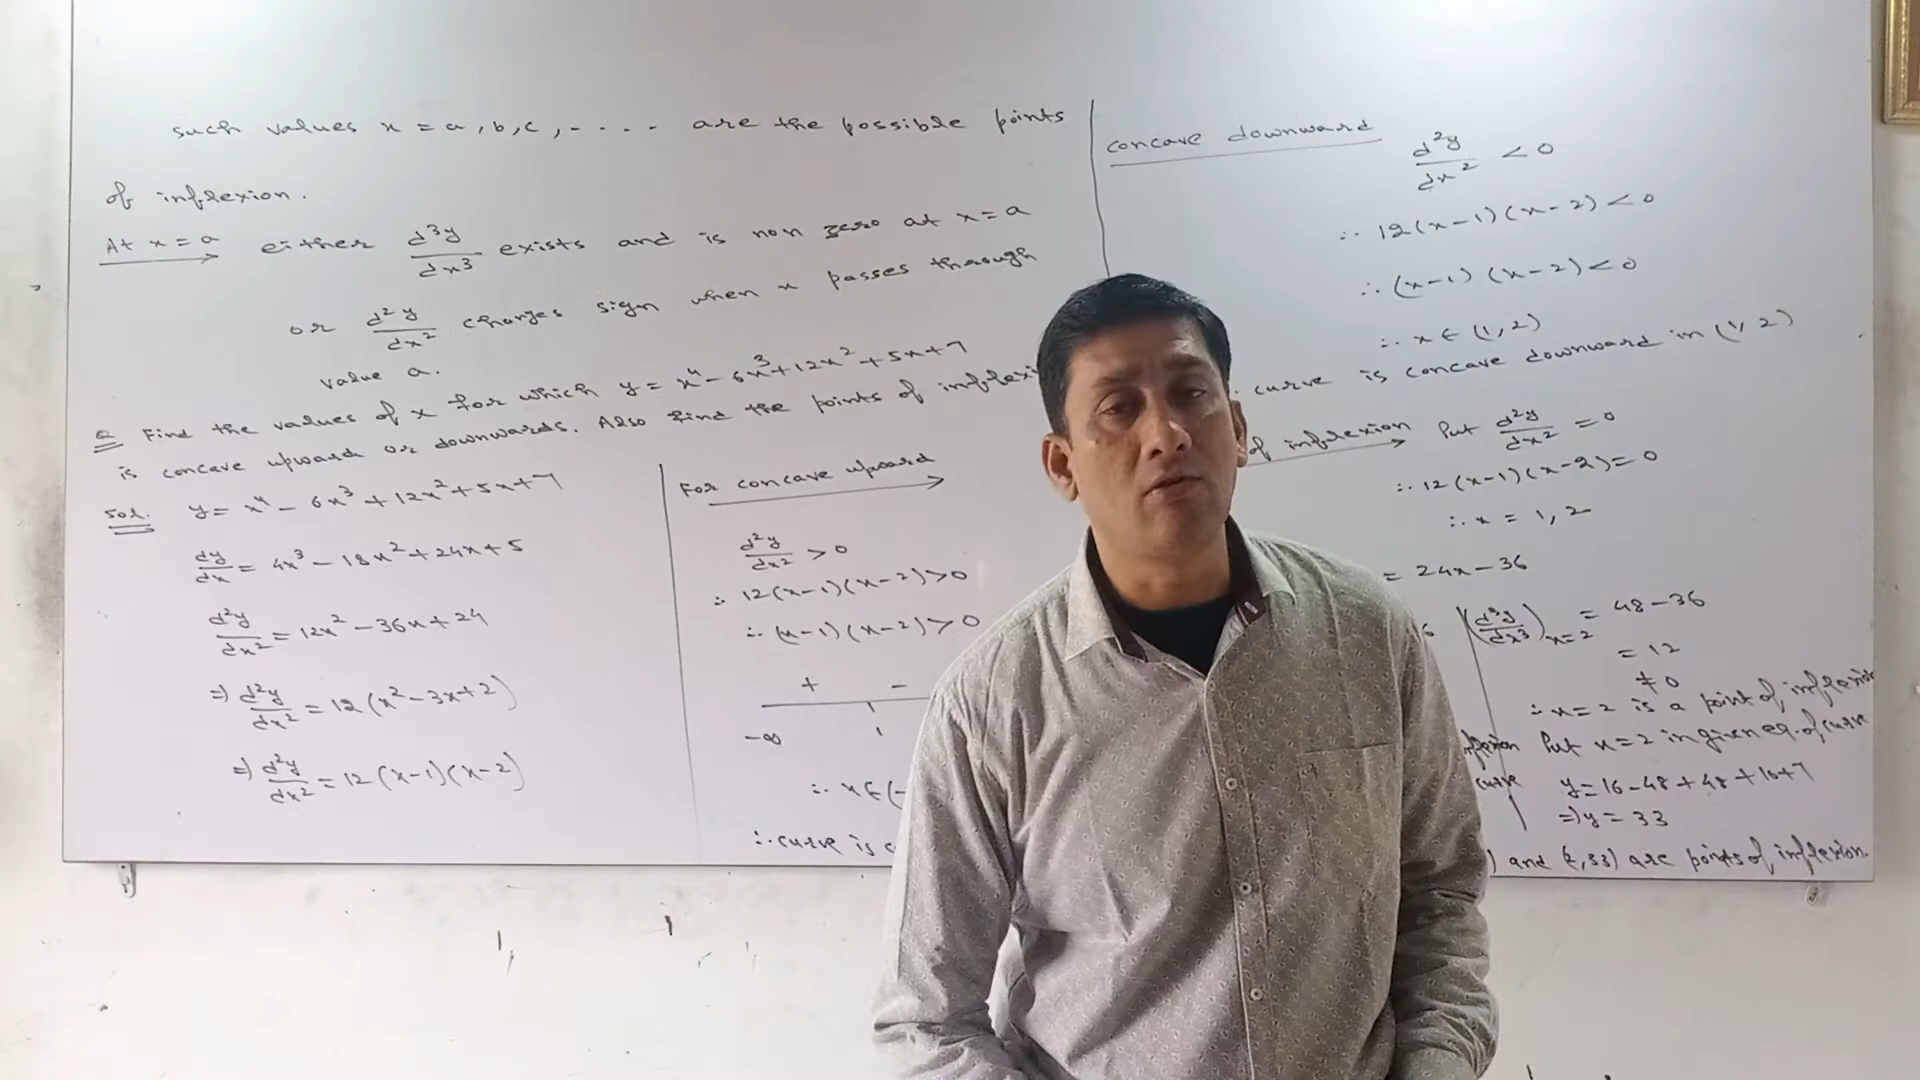 such values x = a, b, c, - - - - are the possible points
of inflexion.
At x = a either d³y/dx³ exists and is non zero at x = a
or d²y/dx² changes sign when x passes through
value a.
Q Find the values of x for which y = x⁴ - 6x³ + 12x² + 5x + 7
is concave upward or downwards. Also find the points of
Sol. y = x⁴ - 6x³ + 12x² + 5x + 7
dy/dx = 4x³ - 18x² + 24x + 5
d²y/dx² = 12x² - 36x + 24
⇒ d²y/dx² = 12(x² - 3x + 2)
⇒ d²y/dx² = 12(x-1)(x-2)
For concave upward
d²y/dx² > 0
∴ 12(x-1)(x-2) > 0
∴ (x-1)(x-2) > 0
+ -
-∞ 1
∴ x ∈ (-
∴ curve is
concave downward
d²y/dx² < 0
∴ 12(x-1)(x-2) < 0
∴ (x-1)(x-2) < 0
∴ x ∈ (1, 2)
curve is concave downward in (1, 2)
of inflexion Put d²y/dx² = 0
∴ 12(x-1)(x-2) = 0
∴ x = 1, 2
= 24x - 36
(d³y/dx³)x=2 = 48 - 36
= 12
≠ 0
∴ x = 2 is a point of inflexion
Put x = 2 in given eq. of curve
curve
y = 16 - 48 + 48 + 10 + 7
⇒ y = 33
) and (2, 33) are points of inflexion.